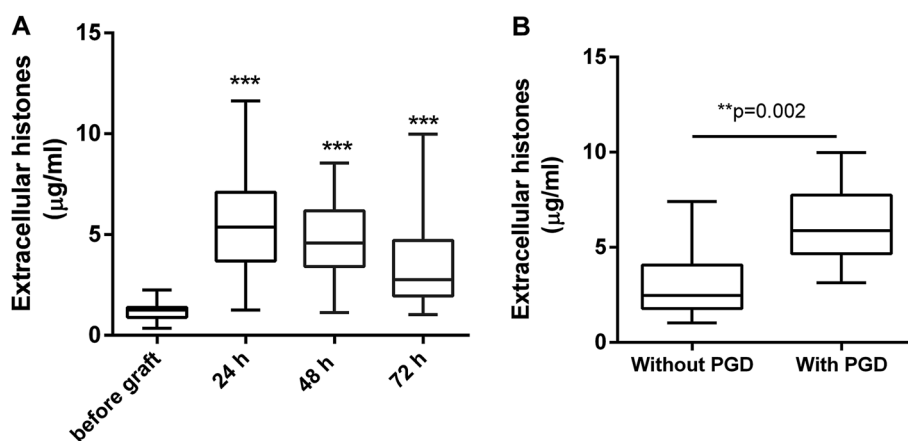 A
Extracellular histones
(μg/ml)
15
10
5
0
***
***
***
before graft
24 h
48 h
72 h
B
Extracellular histones
(μg/ml)
15
10
5
0
**p=0.002
Without PGD
With PGD